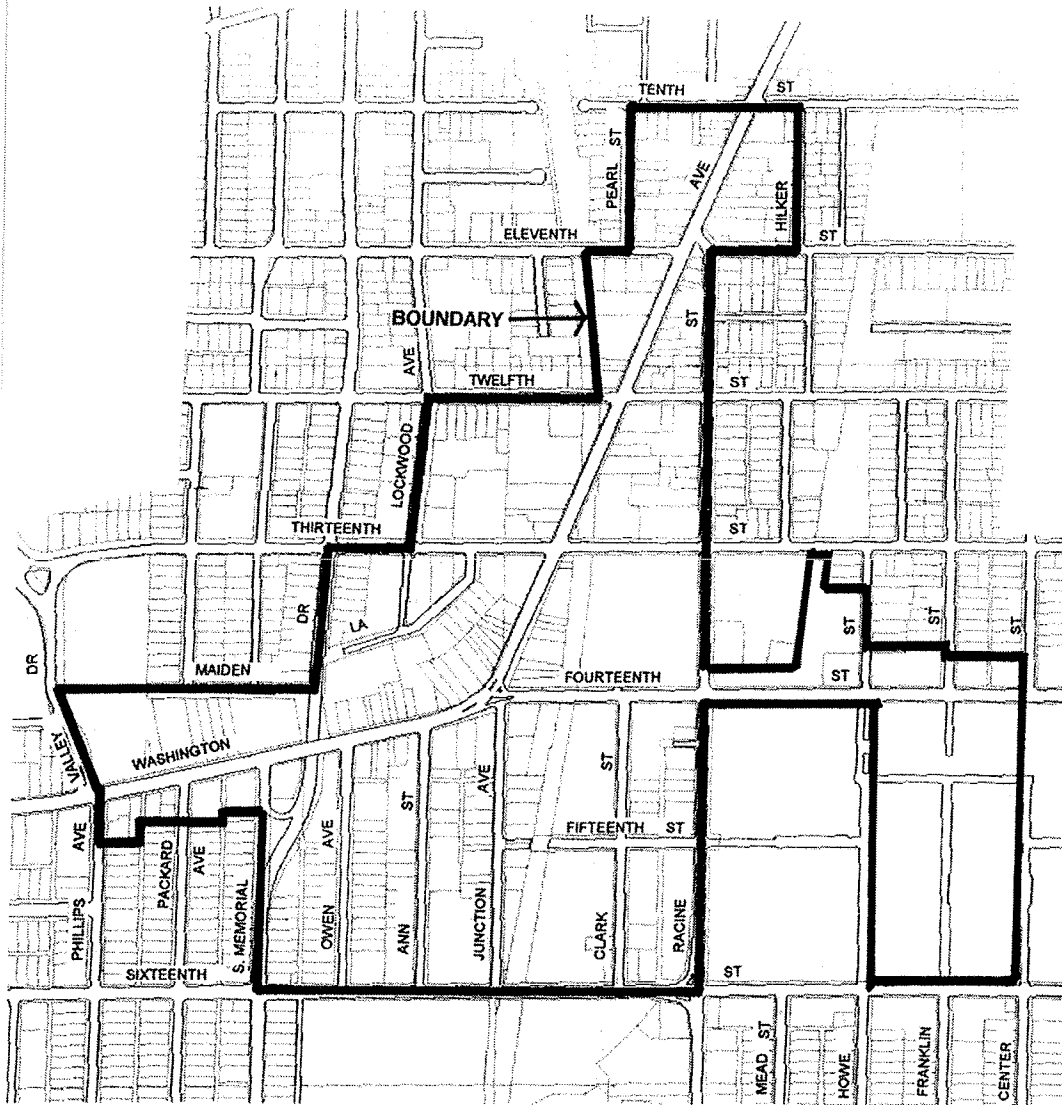 TENTH ST
PEARL ST
AVE
HILKER
ELEVENTH ST
BOUNDARY
ST
AVE
TWELFTH ST
LOCKWOOD
THIRTEENTH ST
DR
LA
ST
ST
ST
DR
MAIDEN
FOURTEENTH ST
VALLEY
WASHINGTON
AVE
ST
AVE
ST
FIFTEENTH ST
PHILLIPS
AVE
PACKARD
AVE
S. MEMORIAL
OWEN
ANN
JUNCTION
CLARK
RACINE
SIXTEENTH ST
MEAD ST
HOWE
FRANKLIN
CENTER